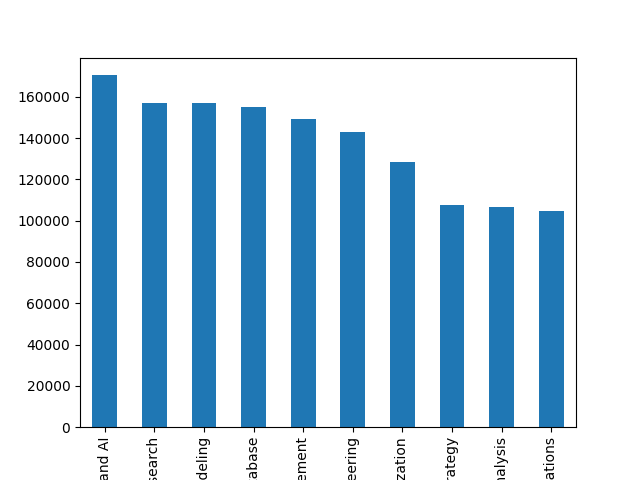 160000
140000
120000
100000
80000
60000
40000
20000
0
and AI
search
deling
abase
ement
eering
zation
rategy
nalysis
ations